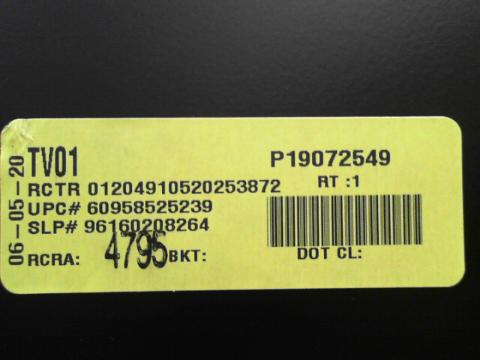 06-05-20
TV01
P19072549
RCTR 01204910520253872
RT :1
UPC# 60958525239
SLP# 96160208264
RCRA: 4795 BKT:
DOT CL: